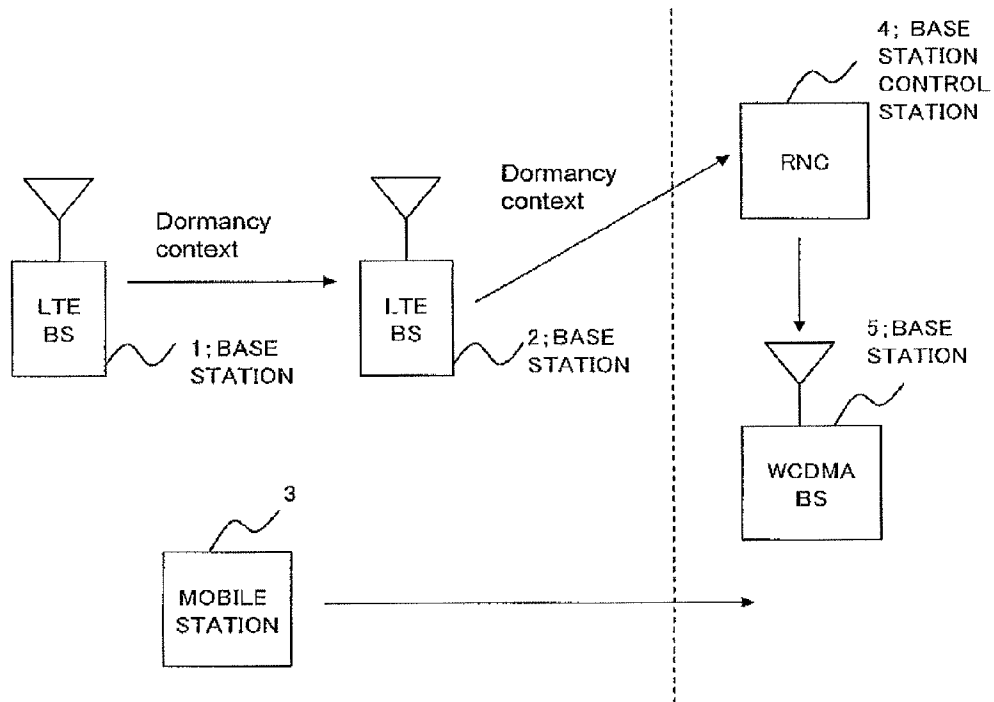 4; BASE
STATION
CONTROL
STATION
RNC
Dormancy
context
Dormancy
context
LTE
BS
1;BASE
STATION
LTE
BS
2;BASE
STATION
5;BASE
STATION
WCDMA
BS
3
MOBILE
STATION